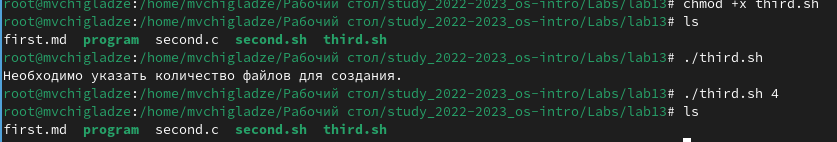 root@mvchigladze:/home/mvchigladze/Рабочий стол/study_2022-2023_os-intro/Labs/lab13# chmod +x third.sh
root@mvchigladze:/home/mvchigladze/Рабочий стол/study_2022-2023_os-intro/Labs/lab13# ls
first.md  program  second.c  second.sh  third.sh
root@mvchigladze:/home/mvchigladze/Рабочий стол/study_2022-2023_os-intro/Labs/lab13# ./third.sh
Необходимо указать количество файлов для создания.
root@mvchigladze:/home/mvchigladze/Рабочий стол/study_2022-2023_os-intro/Labs/lab13# ./third.sh 4
root@mvchigladze:/home/mvchigladze/Рабочий стол/study_2022-2023_os-intro/Labs/lab13# ls
first.md  program  second.c  second.sh  third.sh